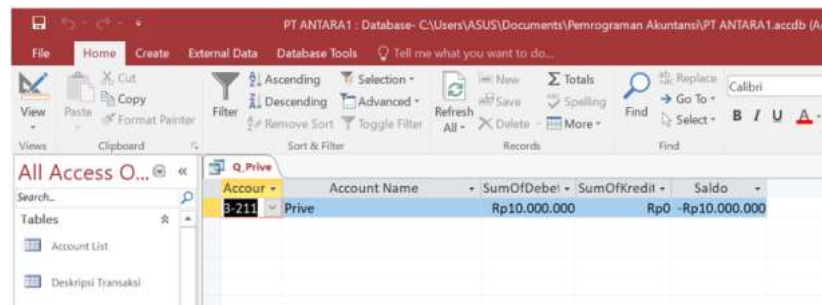 PT ANTARA1 : Database- C:\Users\ASUS\Documents\Pemrograman Akuntansi\PT ANTARA1.accdb (A
File Home Create External Data Database Tools Tell me what you want to do...
View
Paste
Cut
Copy
Format Painter
Filter
Ascending
Descending
Remove Sort
Selection
Advanced
Toggle Filter
Refresh
All
New
Save
Delete
Totals
Spelling
More
Find
Replace
Go To
Select
Calibri
B I U A
Views Clipboard Sort & Filter Records Find
All Access O...
Search...
Tables
Account List
Deskripsi Transaksi
Q_Prive
Accour Account Name SumOfDebet SumOfKredit Saldo
3-211 Prive Rp10.000.000 Rp0 -Rp10.000.000